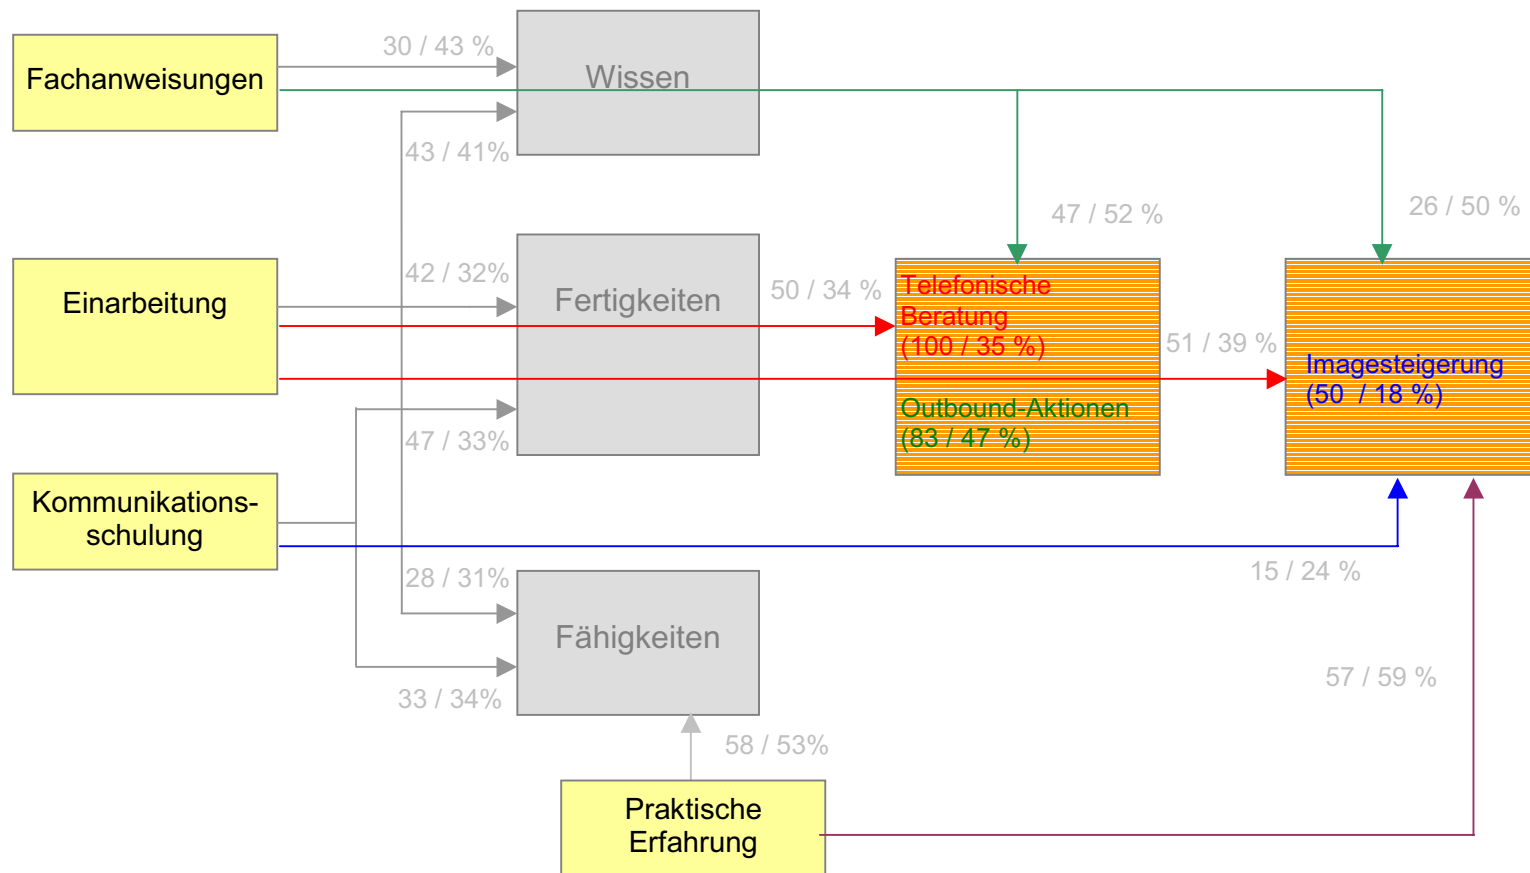 30 / 43 %
Fachanweisungen
Wissen
43 / 41%
47 / 52 %
26 / 50 %
42 / 32%
Einarbeitung
Fertigkeiten
50 / 34 %
Telefonische
Beratung
(100 / 35 %)
51 / 39 %
Imagesteigerung
(50  / 18 %)
Outbound-Aktionen
(83 / 47 %)
47 / 33%
Kommunikations-
schulung
28 / 31%
15 / 24 %
Fähigkeiten
33 / 34%
57 / 59 %
58 / 53%
Praktische
Erfahrung